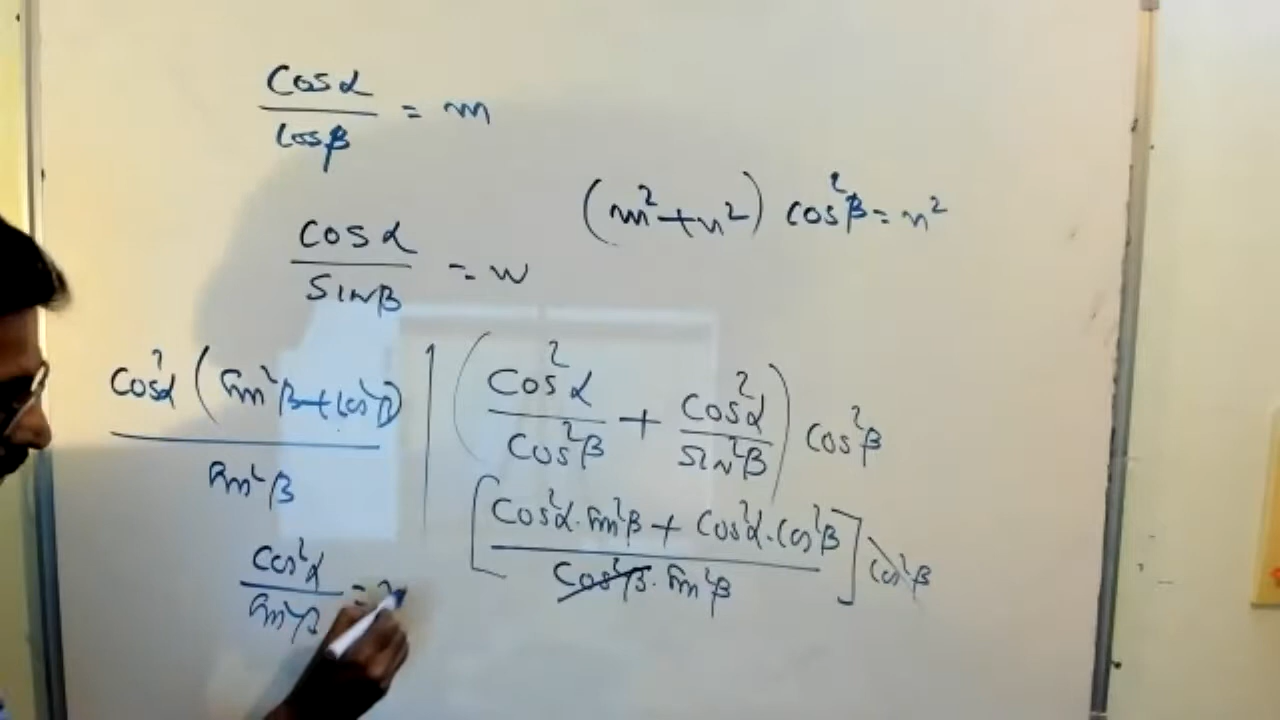 cosα / cosβ = m
(m² + n²) cos²β = n²
cosα / sinβ = n
cos²α (sin²β + cos²β) / sin²β
(cos²α / cos²β + cos²α / sin²β) cos²β
[cos²α · sin²β + cos²α · cos²β / cos²β · sin²β] cos²β
cos²α / sin²β =